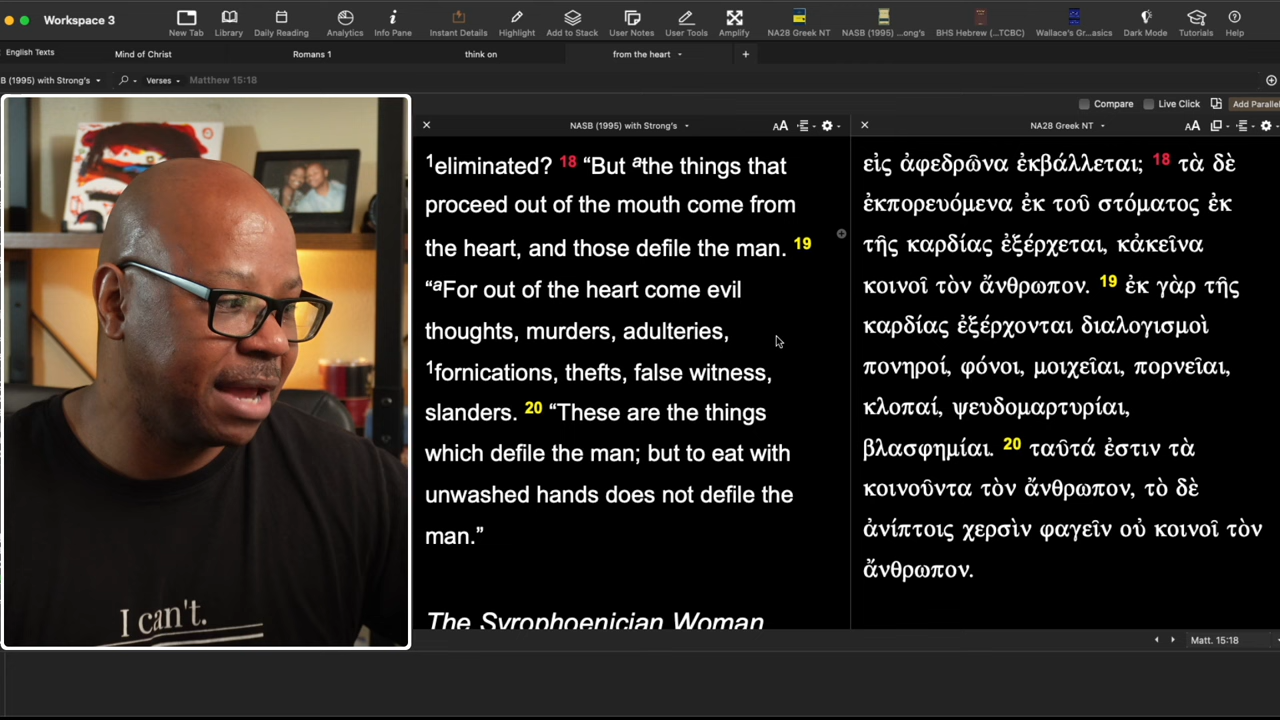 Workspace 3
New Tab
Library
Daily Reading
Analytics
Info Pane
Instant Details
Highlight
Add to Stack
User Notes
User Tools
Amplify
NA28 Greek NT
NASB (1995) ...ong's
BHS Hebrew (...TCBC)
Wallace's Gr...asics
Dark Mode
Tutorials
Help
English Texts
Mind of Christ
Romans 1
think on
from the heart
+
B (1995) with Strong's
Verses
Matthew 15:18
Compare
Live Click
Add Parallel
NASB (1995) with Strong's
AA
1eliminated? 18 “But athe things that
proceed out of the mouth come from
the heart, and those defile the man. 19
“aFor out of the heart come evil
thoughts, murders, adulteries,
1fornications, thefts, false witness,
slanders. 20 “These are the things
which defile the man; but to eat with
unwashed hands does not defile the
man.”
The Syrophoenician Woman
NA28 Greek NT
AA
εἰς ἀφεδρῶνα ἐκβάλλεται; 18 τὰ δὲ
ἐκπορευόμενα ἐκ τοῦ στόματος ἐκ
τῆς καρδίας ἐξέρχεται, κἀκεῖνα
κοινοῖ τὸν ἄνθρωπον. 19 ἐκ γὰρ τῆς
καρδίας ἐξέρχονται διαλογισμοὶ
πονηροί, φόνοι, μοιχεῖαι, πορνεῖαι,
κλοπαί, ψευδομαρτυρίαι,
βλασφημίαι. 20 ταῦτά ἐστιν τὰ
κοινοῦντα τὸν ἄνθρωπον, τὸ δὲ
ἀνίπτοις χερσὶν φαγεῖν οὐ κοινοῖ τὸν
ἄνθρωπον.
Matt. 15:18
I can't.